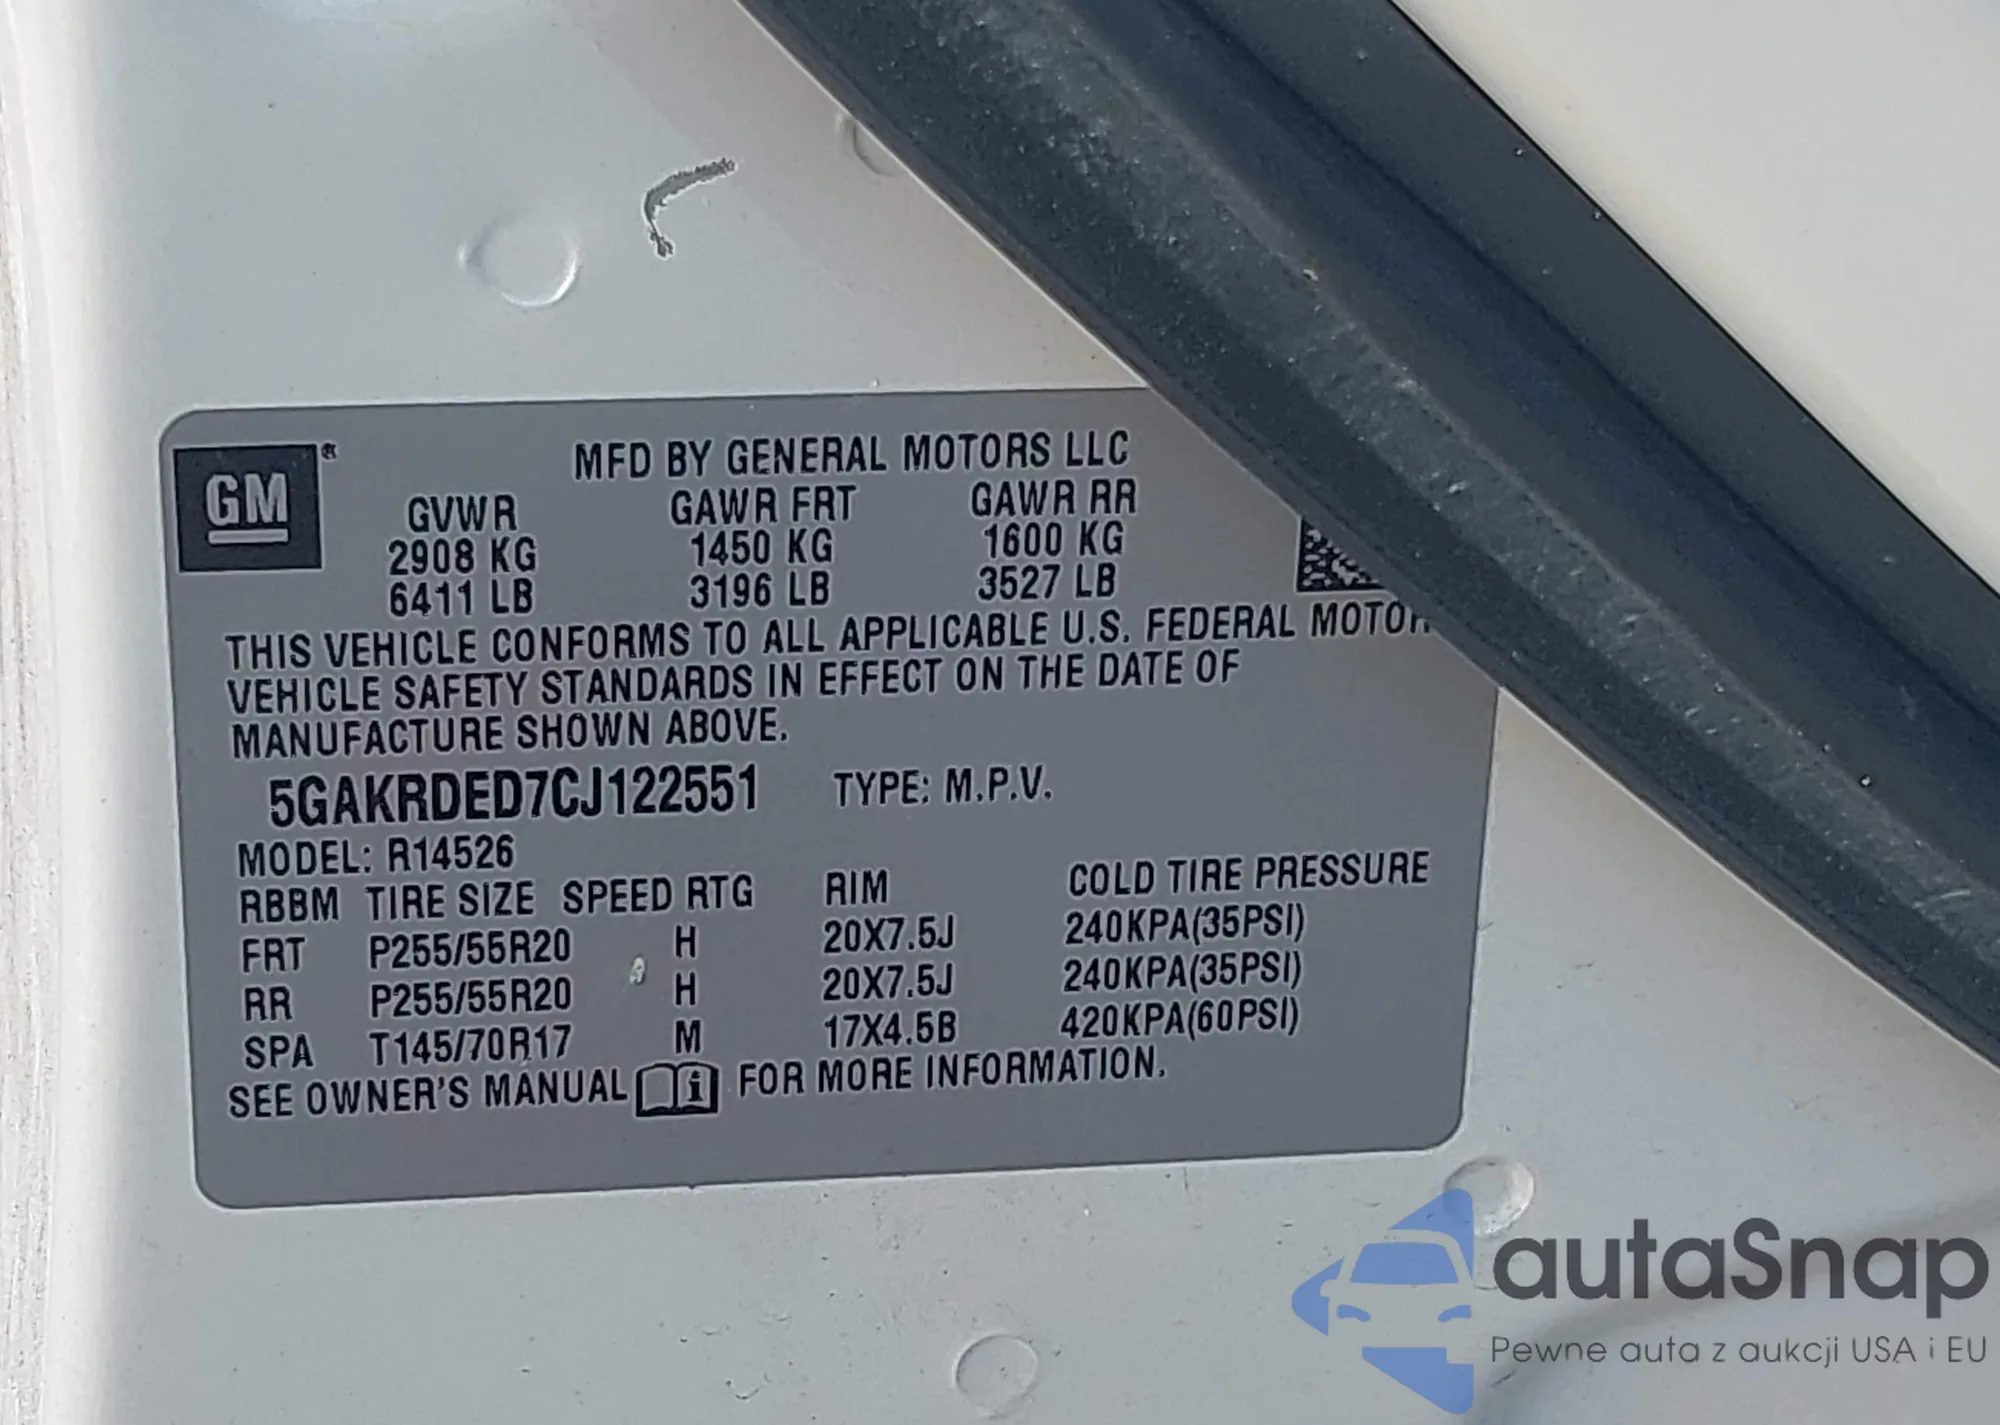 GM®
MFD BY GENERAL MOTORS LLC
GVWR GAWR FRT GAWR RR
2908 KG 1450 KG 1600 KG
6411 LB 3196 LB 3527 LB
THIS VEHICLE CONFORMS TO ALL APPLICABLE U.S. FEDERAL MOTOR
VEHICLE SAFETY STANDARDS IN EFFECT ON THE DATE OF
MANUFACTURE SHOWN ABOVE.
5GAKRDED7CJ122551 TYPE: M.P.V.
MODEL: R14526
RBBM TIRE SIZE SPEED RTG RIM COLD TIRE PRESSURE
FRT P255/55R20 H 20X7.5J 240KPA(35PSI)
RR P255/55R20 H 20X7.5J 240KPA(35PSI)
SPA T145/70R17 M 17X4.5B 420KPA(60PSI)
SEE OWNER'S MANUAL i FOR MORE INFORMATION.
autaSnap
Pewne auta z aukcji USA i EU